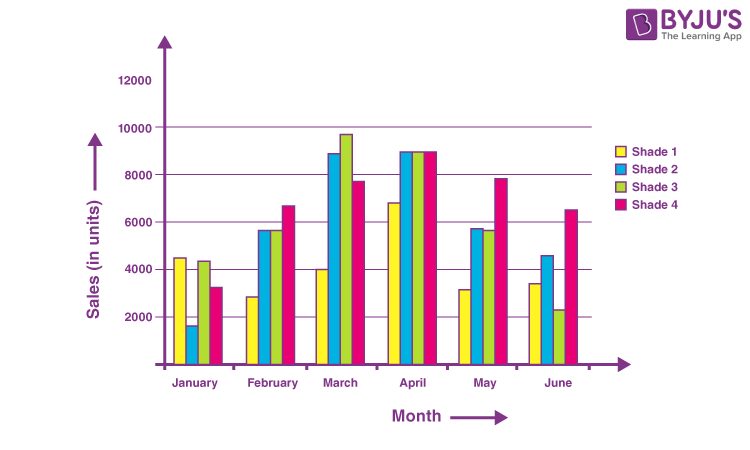 BYJU'S
The Learning App
12000
10000
8000
6000
4000
2000
Sales (in units)
Shade 1
Shade 2
Shade 3
Shade 4
January February March April May June
Month